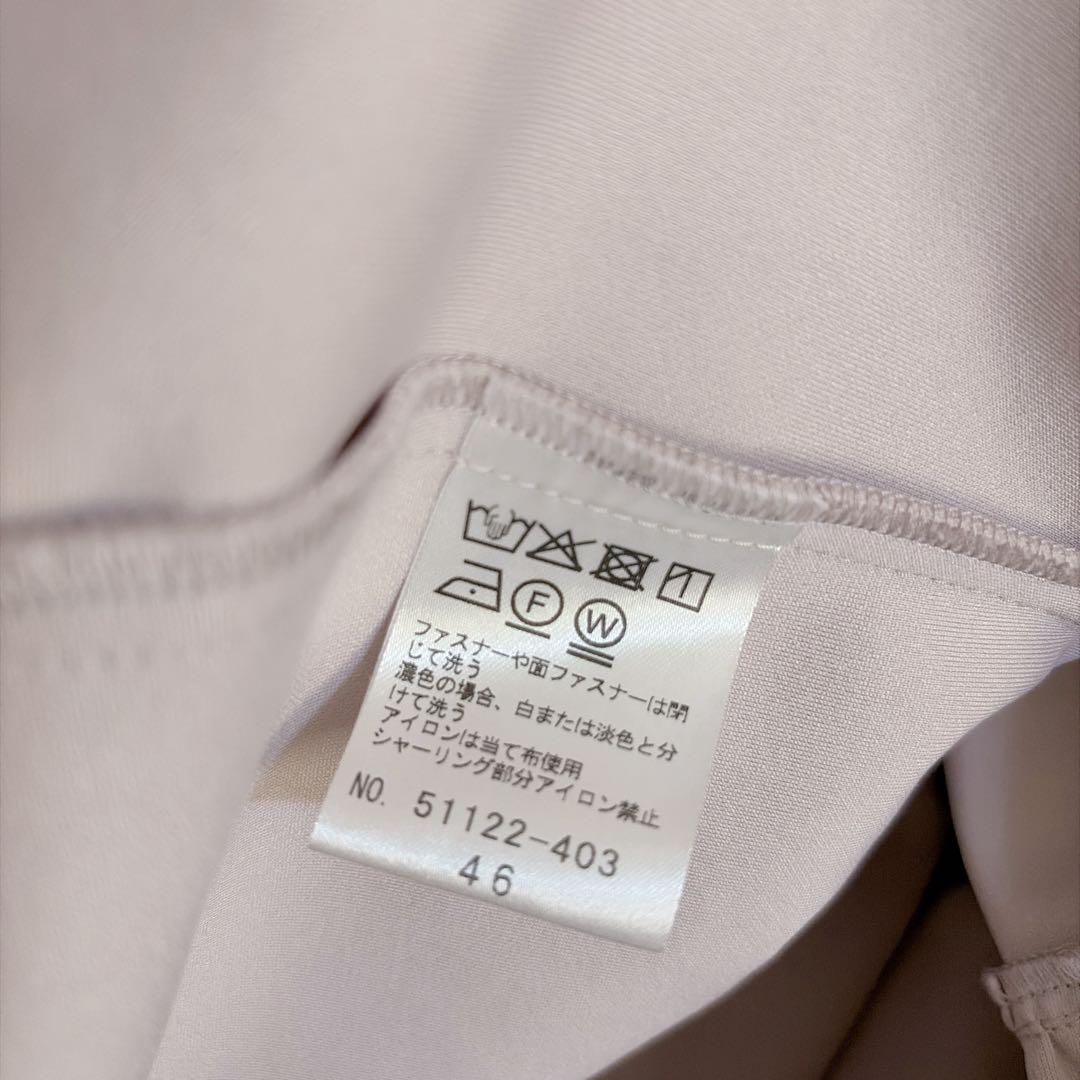 F W
ファスナーや面ファスナーは閉
じて洗う
濃色の場合、白または淡色と分
けて洗う
アイロンは当て布使用
シャーリング部分アイロン禁止
NO. 51122-403
46